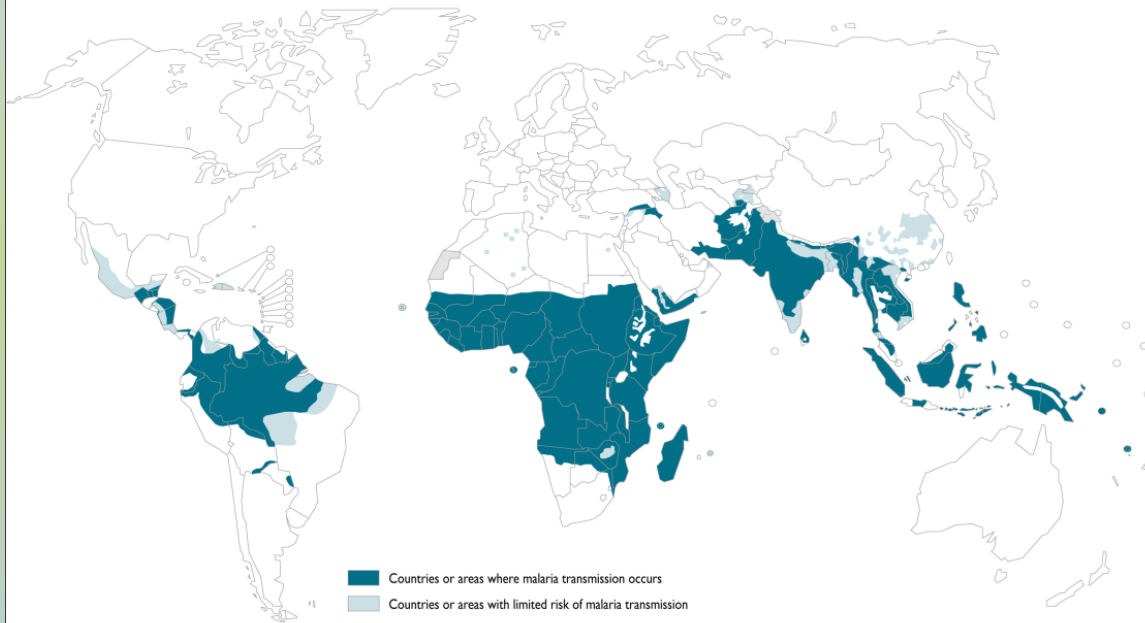 Countries or areas where malaria transmission occurs
Countries or areas with limited risk of malaria transmission